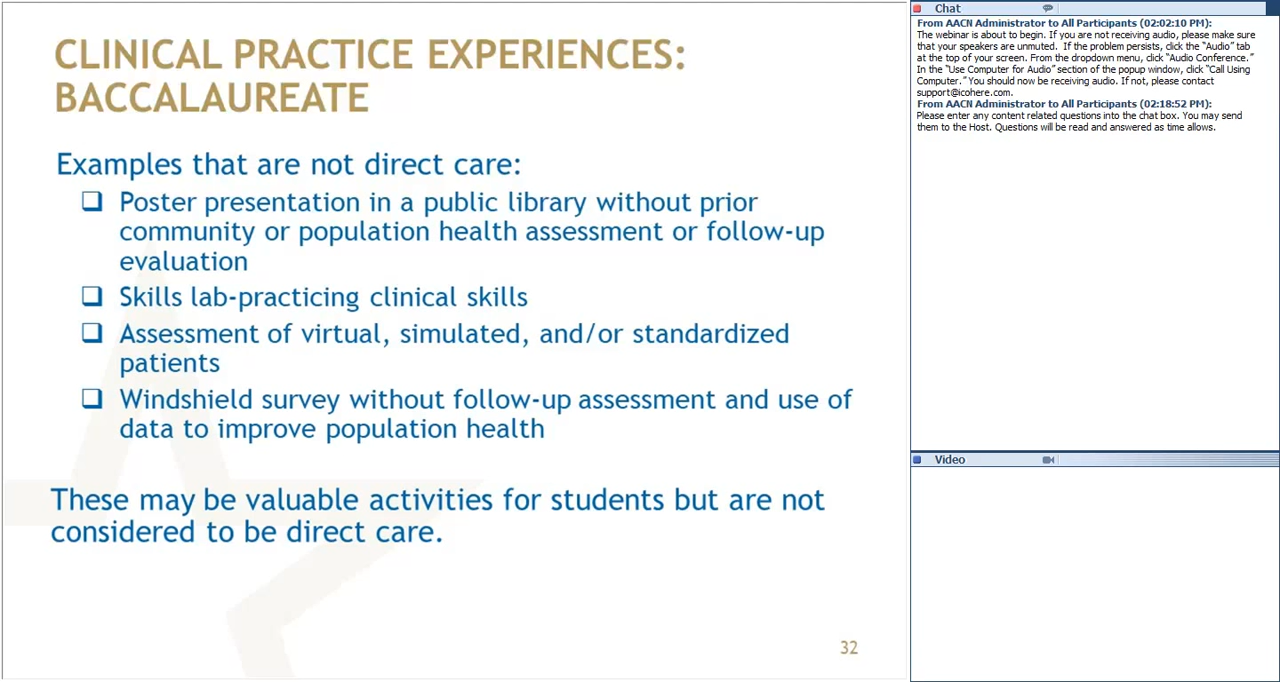 CLINICAL PRACTICE EXPERIENCES:
BACCALAUREATE
Examples that are not direct care:
❑ Poster presentation in a public library without prior
community or population health assessment or follow-up
evaluation
❑ Skills lab-practicing clinical skills
❑ Assessment of virtual, simulated, and/or standardized
patients
❑ Windshield survey without follow-up assessment and use of
data to improve population health
These may be valuable activities for students but are not
considered to be direct care.
32
Chat
From AACN Administrator to All Participants (02:02:10 PM):
The webinar is about to begin. If you are not receiving audio, please make sure
that your speakers are unmuted.  If the problem persists, click the “Audio” tab
at the top of your screen. From the dropdown menu, click “Audio Conference.”
In the “Use Computer for Audio” section of the popup window, click “Call Using
Computer.” You should now be receiving audio. If not, please contact
support@icohere.com.
From AACN Administrator to All Participants (02:18:52 PM):
Please enter any content related questions into the chat box. You may send
them to the Host. Questions will be read and answered as time allows.
Video